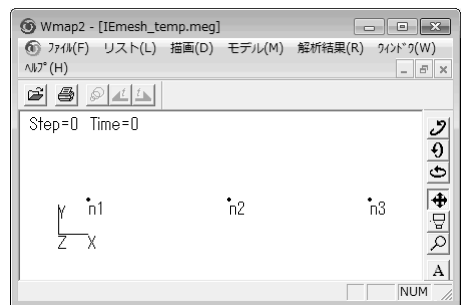 Wmap2 - [IEmesh_temp.meg]
ファイル(F) リスト(L) 描画(D) モデル(M) 解析結果(R) ウィンドウ(W)
ヘルプ(H)
Step=0 Time=0
Y n1 n2 n3
Z X
A
NUM